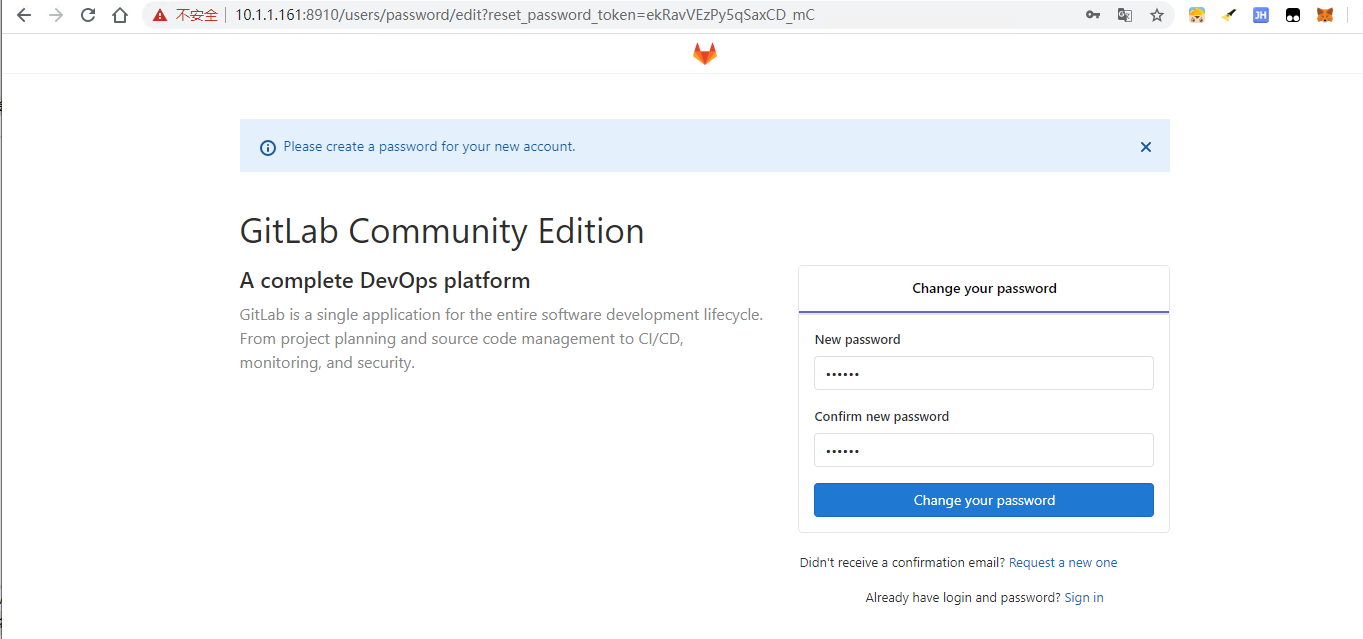 不安全 10.1.1.161:8910/users/password/edit?reset_password_token=ekRavVEzPy5qSaxCD_mC
JH
Please create a password for your new account.
GitLab Community Edition
A complete DevOps platform
GitLab is a single application for the entire software development lifecycle.
From project planning and source code management to CI/CD,
monitoring, and security.
Change your password
New password
••••••
Confirm new password
••••••
Change your password
Didn't receive a confirmation email? Request a new one
Already have login and password? Sign in